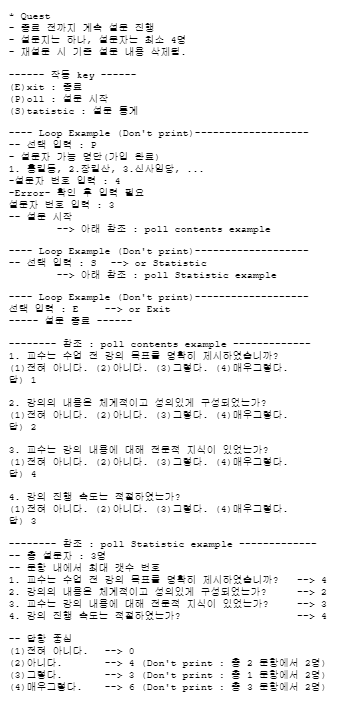 * Quest
- 종료 전까지 계속 설문 진행
- 설문지는 하나, 설문자는 최소 4명
- 재설문 시 기존 설문 내용 삭제됨.
------ 작동 key ------
(E)xit : 종료
(P)oll : 설문 시작
(S)tatistic : 설문 통계
---- Loop Example (Don't print)-------------------
-- 선택 입력 : P
- 설문자 가능 명단(가입 완료)
1. 홍길동, 2.장길산, 3.신사임당, ...
-설문자 번호 입력 : 4
-Error- 확인 후 입력 필요
설문자 번호 입력 : 3
-- 설문 시작
--> 아래 참조 : poll contents example
---- Loop Example (Don't print)-------------------
-- 선택 입력 : S --> or Statistic
--> 아래 참조 : poll Statistic example
---- Loop Example (Don't print)-------------------
선택 입력 : E --> or Exit
----- 설문 종료 ------
-------- 참조 : poll contents example -------------
1. 교수는 수업 전 강의 목표를 명확히 제시하였습니까?
(1)전혀 아니다. (2)아니다. (3)그렇다. (4)매우그렇다.
답) 1
2. 강의의 내용은 체계적이고 성의있게 구성되었는가?
(1)전혀 아니다. (2)아니다. (3)그렇다. (4)매우그렇다.
답) 2
3. 교수는 강의 내용에 대해 전문적 지식이 있었는가?
(1)전혀 아니다. (2)아니다. (3)그렇다. (4)매우그렇다.
답) 4
4. 강의 진행 속도는 적절하였는가?
(1)전혀 아니다. (2)아니다. (3)그렇다. (4)매우그렇다.
답) 3
-------- 참조 : poll Statistic example -------------
-- 총 설문자 : 3명
-- 문항 내에서 최대 갯수 번호
1. 교수는 수업 전 강의 목표를 명확히 제시하였습니까? --> 4
2. 강의의 내용은 체계적이고 성의있게 구성되었는가? --> 2
3. 교수는 강의 내용에 대해 전문적 지식이 있었는가? --> 3
4. 강의 진행 속도는 적절하였는가? --> 4
-- 답항 중심
(1)전혀 아니다. --> 0
(2)아니다. --> 4 (Don't print : 총 2 문항에서 2명)
(3)그렇다. --> 3 (Don't print : 총 1 문항에서 2명)
(4)매우그렇다. --> 6 (Don't print : 총 3 문항에서 2명)